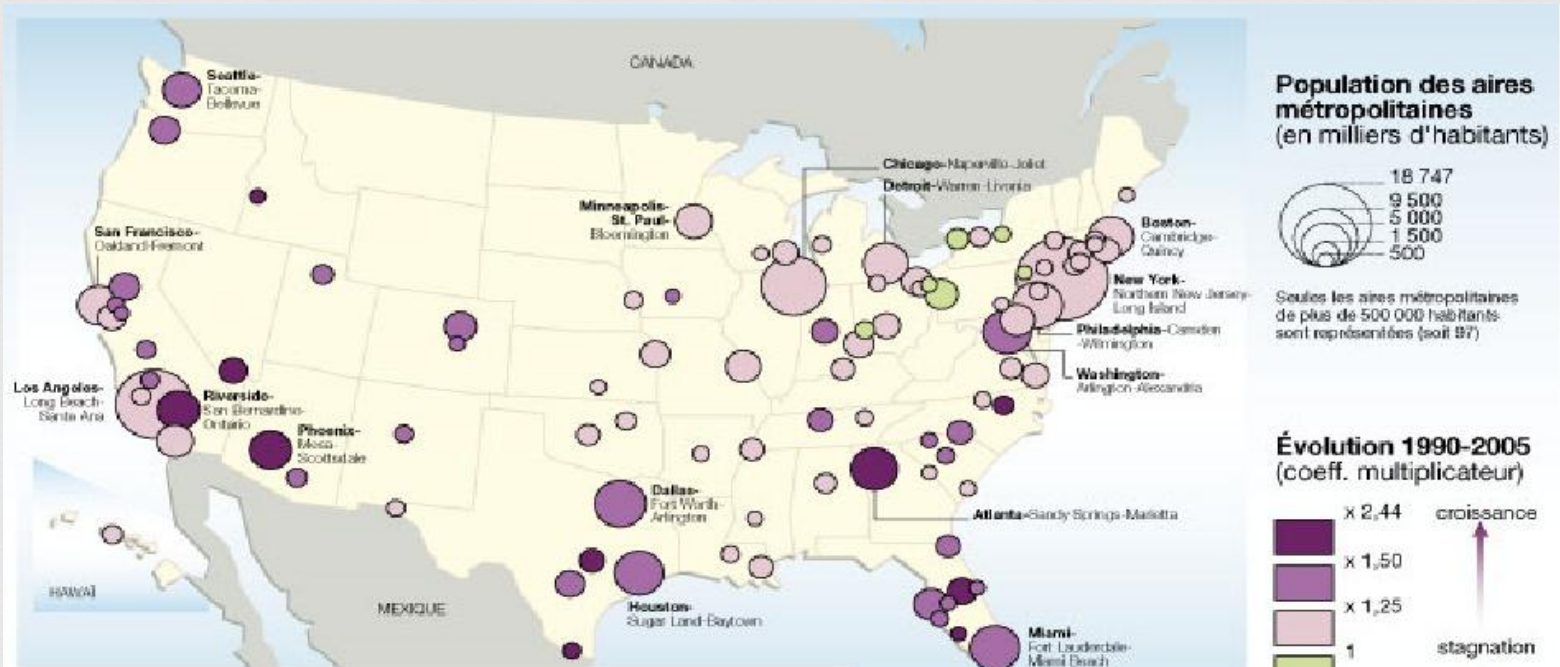 CANADA
Seattle-
Tacoma-
Bellevue
Chicago-Naperville-Joliet
Detroit-Warren-Livonia
Minneapolis-
St. Paul-
Bloomington
San Francisco-
Oakland-Fremont
Boston-
Cambridge-
Quincy
New York-
Northern New Jersey-
Long Island
Philadelphia-Camden
-Wilmington
Washington-
Arlington-Alexandria
Los Angeles-
Long Beach-
Santa Ana
Riverside-
San Bernardino-
Ontario
Phoenix-
Mesa-
Scottsdale
Dallas-
Fort Worth-
Arlington
Atlanta-Sandy Springs-Marietta
HAWAÏ
MEXIQUE
Houston-
Sugar Land-Baytown
Miami-
Fort Lauderdale-
Miami Beach
Population des aires
métropolitaines
(en milliers d'habitants)
18 747
9 500
5 000
1 500
500
Seules les aires métropolitaines
de plus de 500 000 habitants
sont représentées (soit 97)
Évolution 1990-2005
(coeff. multiplicateur)
x 2,44
croissance
x 1,50
x 1,25
1
stagnation